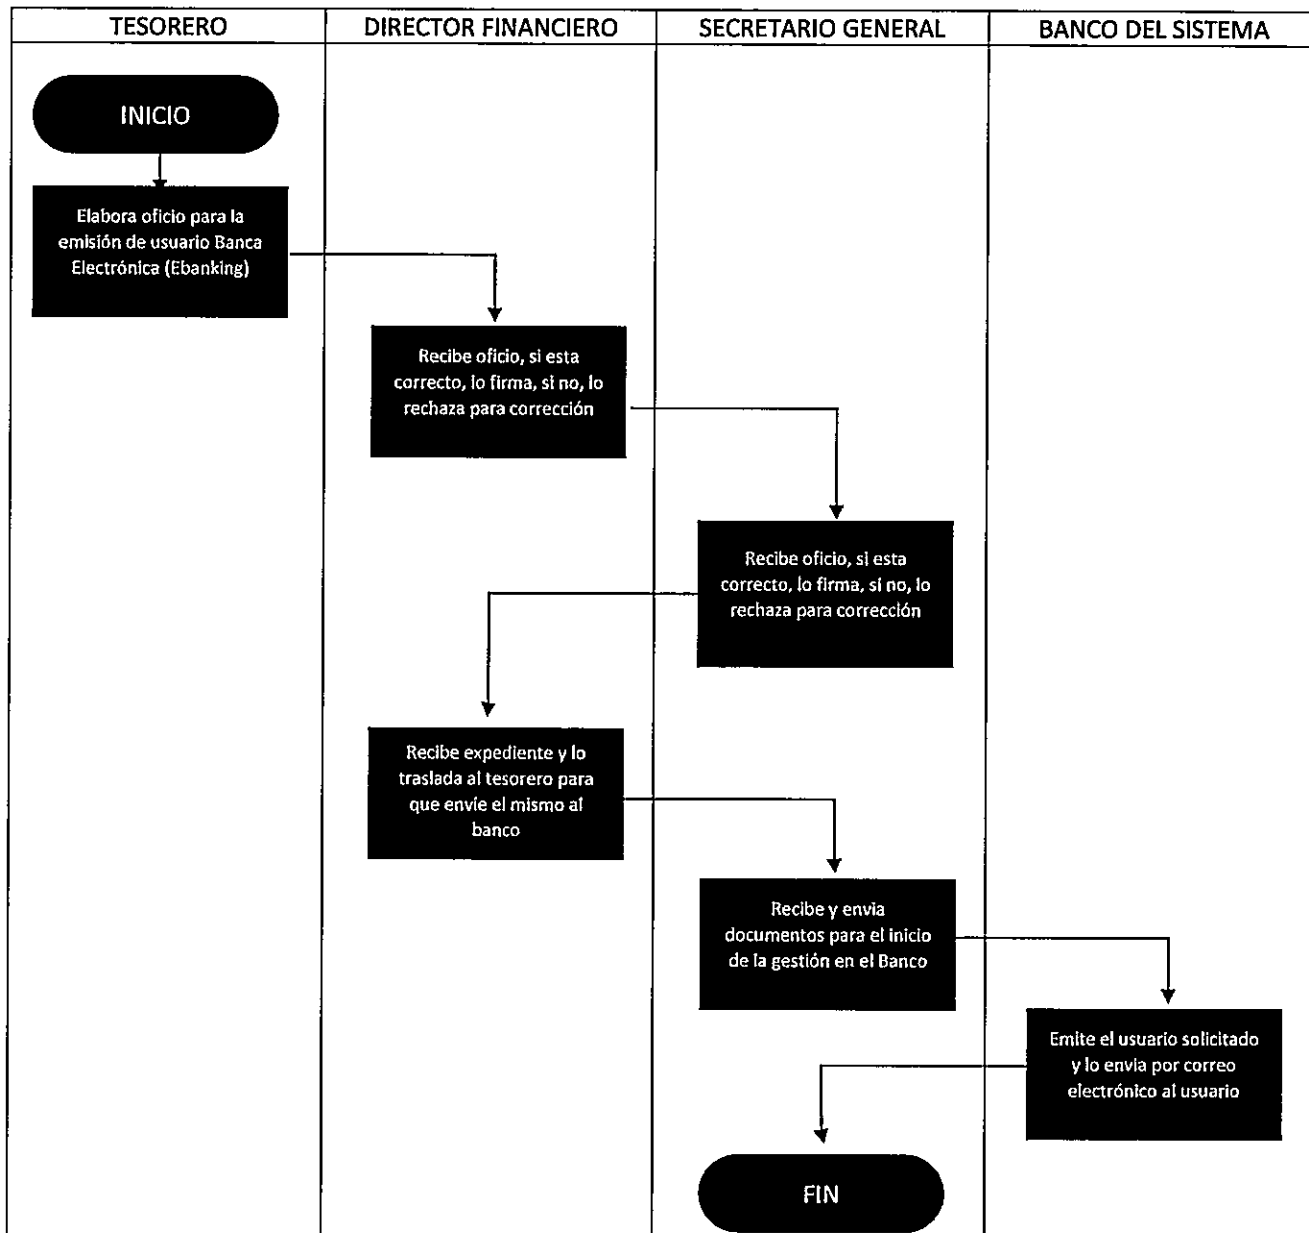 TESORERO
DIRECTOR FINANCIERO
SECRETARIO GENERAL
BANCO DEL SISTEMA
INICIO
Elabora oficio para la
emisión de usuario Banca
Electrónica (Ebanking)
Recibe oficio, si esta
correcto, lo firma, si no, lo
rechaza para corrección
Recibe oficio, si esta
correcto, lo firma, si no, lo
rechaza para corrección
Recibe expediente y lo
traslada al tesorero para
que envíe el mismo al
banco
Recibe y envia
documentos para el inicio
de la gestión en el Banco
Emite el usuario solicitado
y lo envia por correo
electrónico al usuario
FIN